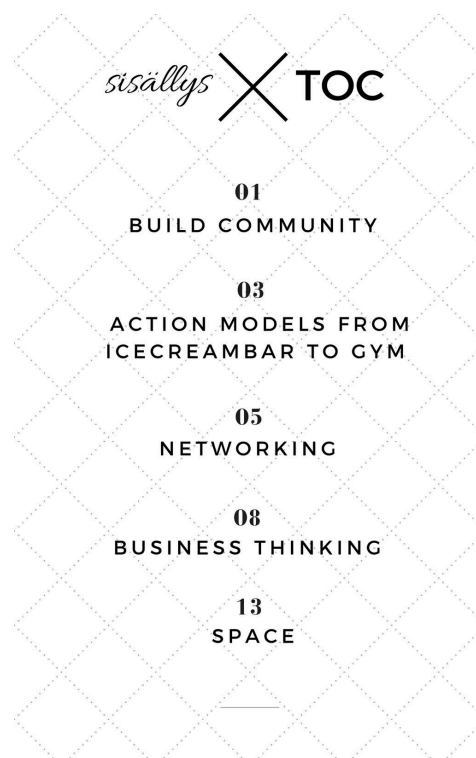 sisällys TOC
01
BUILD COMMUNITY
03
ACTION MODELS FROM
ICECREAMBAR TO GYM
05
NETWORKING
08
BUSINESS THINKING
13
SPACE